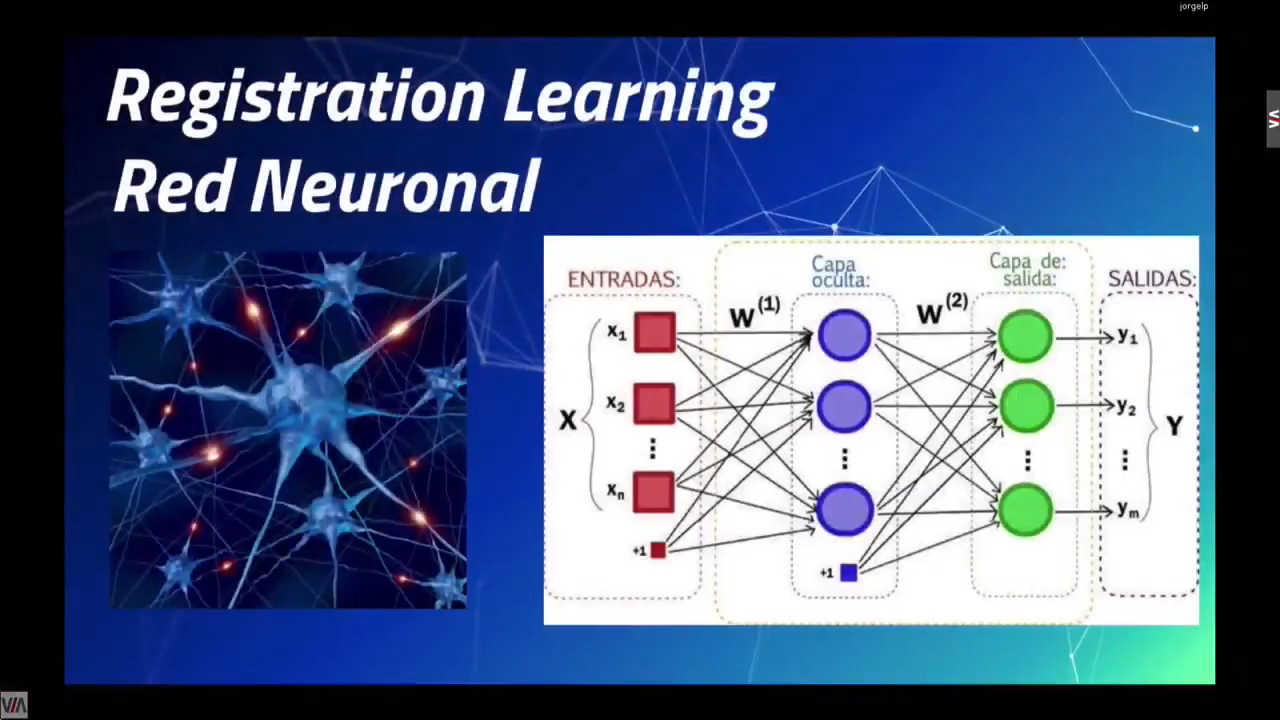 jorgelp
Registration Learning
Red Neuronal
ENTRADAS:
Capa
oculta:
Capa de:
salida:
SALIDAS:
W(1)
W(2)
x1
x2
xn
X
+1
+1
y1
y2
ym
Y
VIA